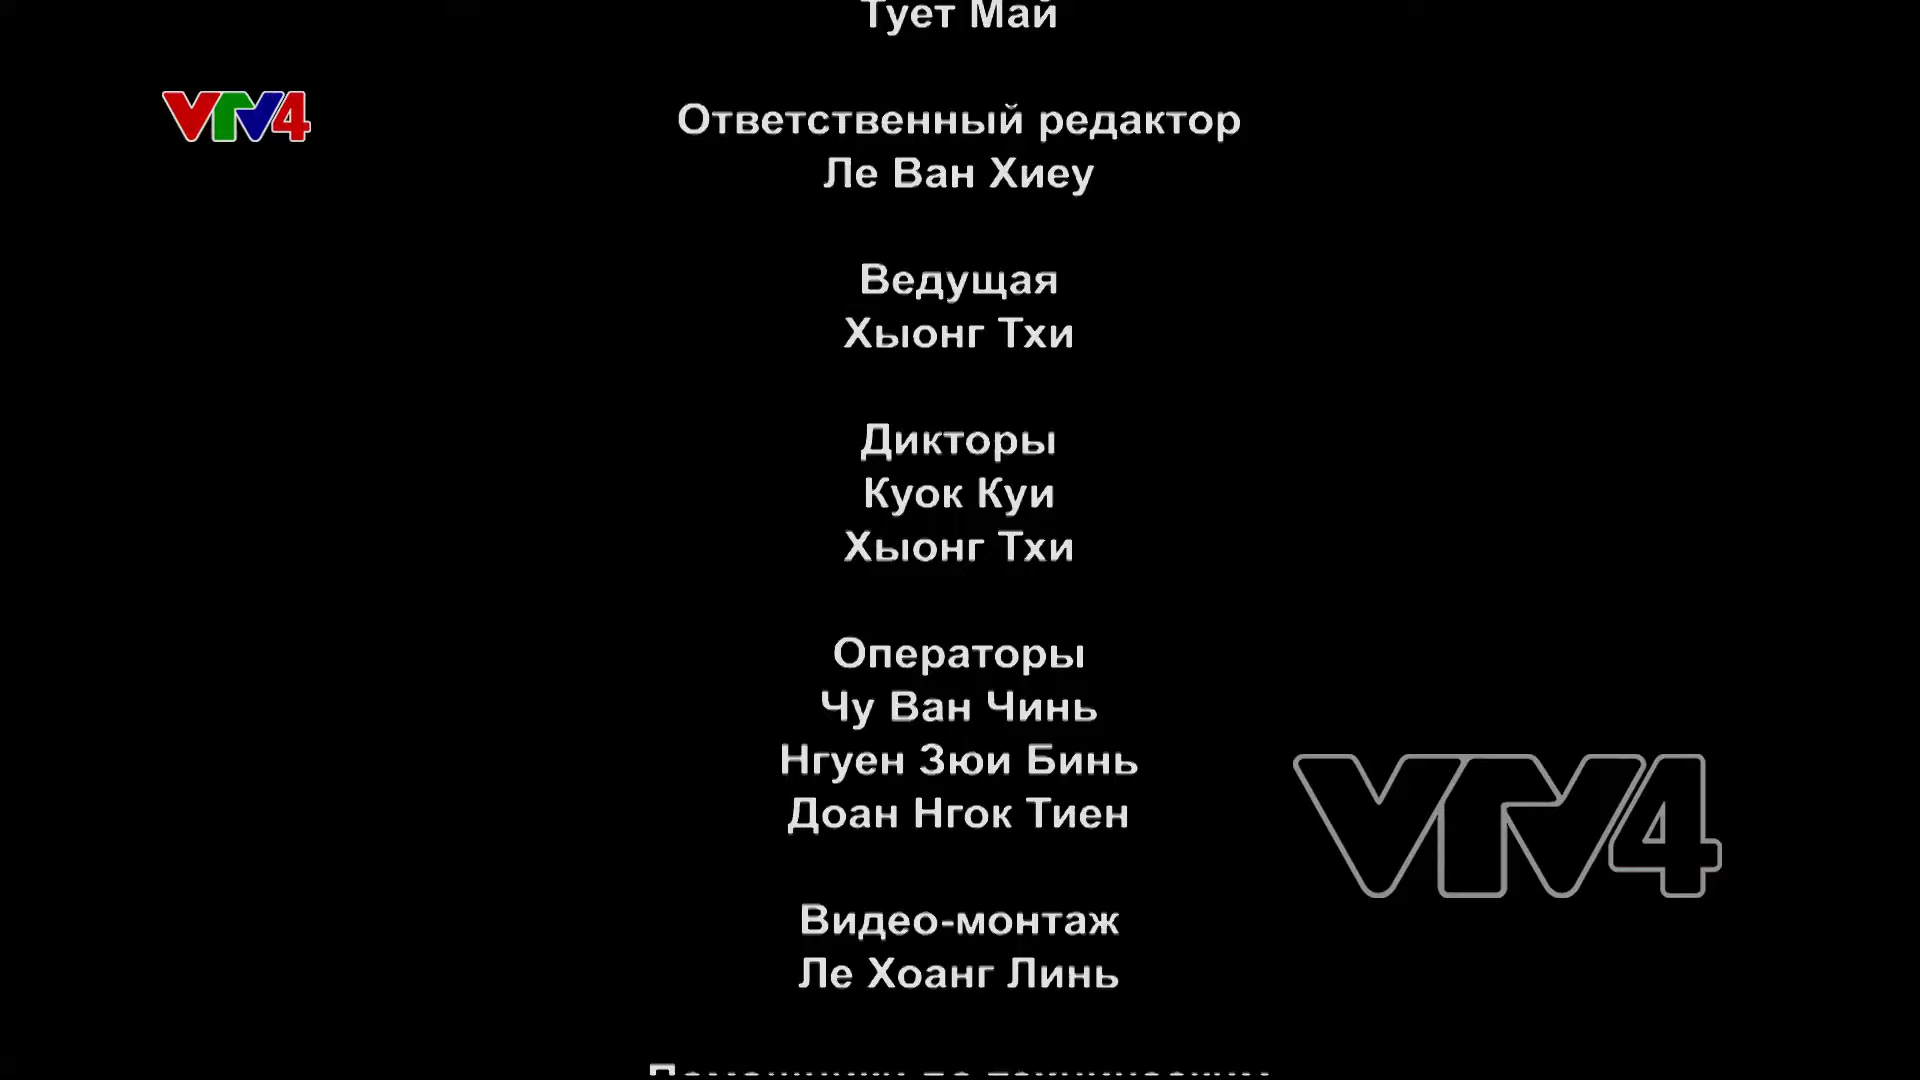 Тует Май
VTV4
Ответственный редактор
Ле Ван Хиеу
Ведущая
Хыонг Тхи
Дикторы
Куок Куи
Хыонг Тхи
Операторы
Чу Ван Чинь
Нгуен Зюи Бинь
Доан Нгок Тиен
VTV4
Видео-монтаж
Ле Хоанг Линь